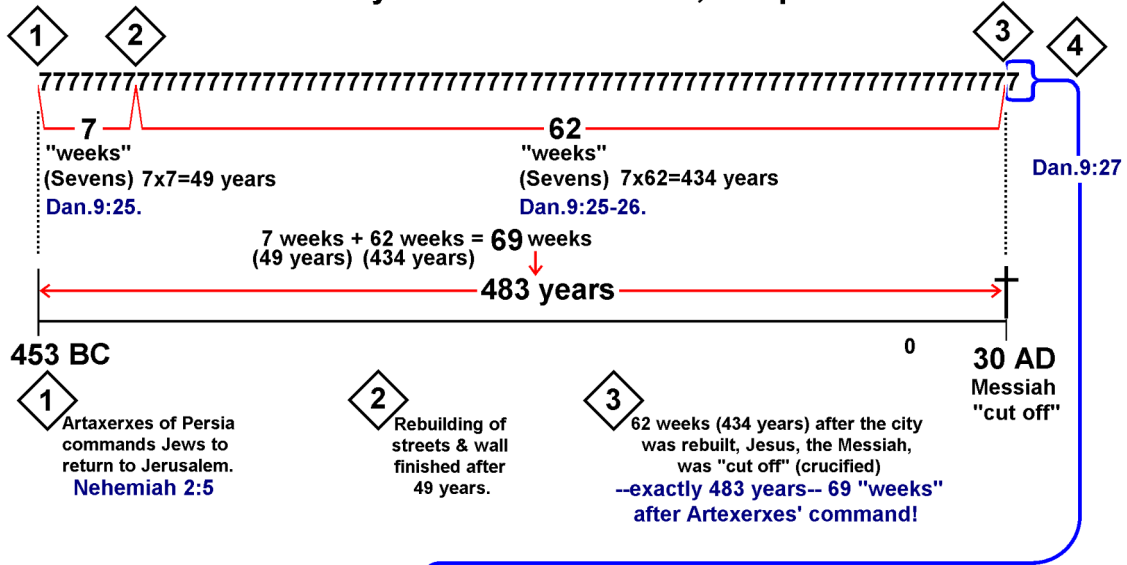 1
2
3
4
7777777777777777777777777777777777777777777777777777777777777777777777
7
62
"weeks"
(Sevens) 7x7=49 years
Dan.9:25.
"weeks"
(Sevens) 7x62=434 years
Dan.9:25-26.
Dan.9:27
7 weeks + 62 weeks = 69 weeks
(49 years) (434 years)
483 years
453 BC
0
30 AD
Messiah
"cut off"
1
Artaxerxes of Persia
commands Jews to
return to Jerusalem.
Nehemiah 2:5
2
Rebuilding of
streets & wall
finished after
49 years.
3
62 weeks (434 years) after the city
was rebuilt, Jesus, the Messiah,
was "cut off" (crucified)
--exactly 483 years-- 69 "weeks"
after Artexerxes' command!